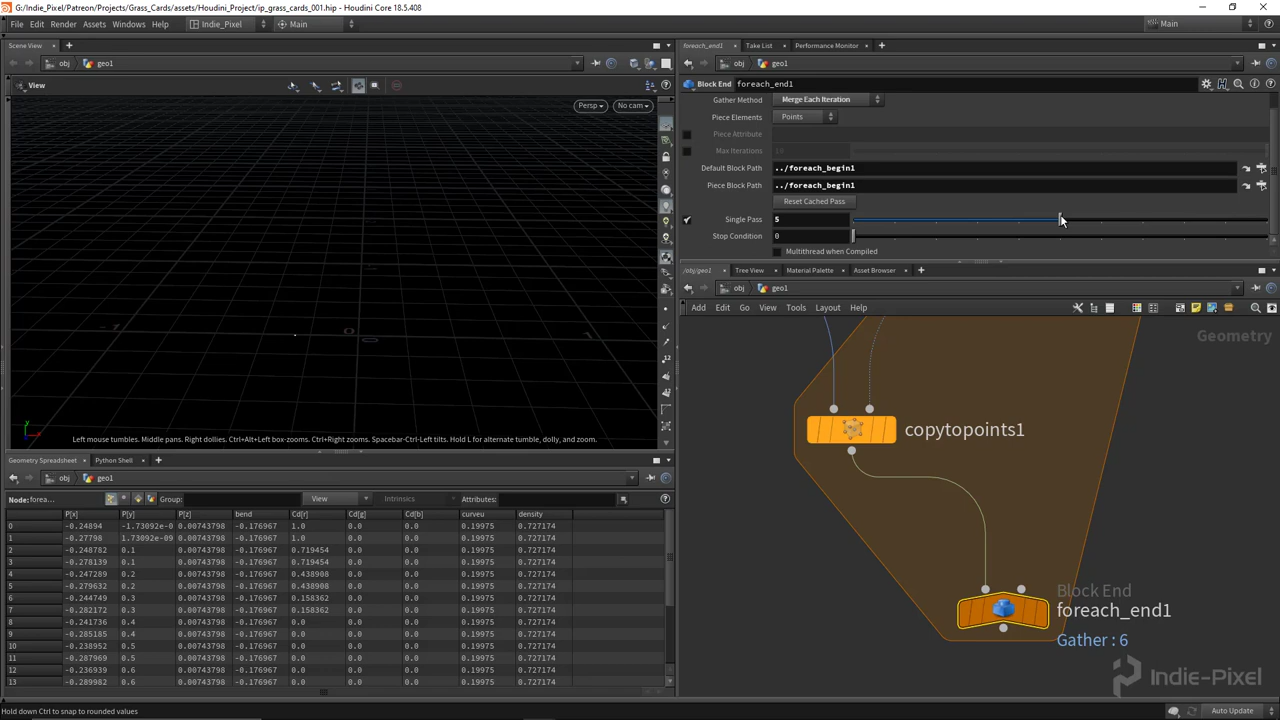 G:/Indie_Pixel/Patreon/Projects/Grass_Cards/assets/Houdini_Project/ip_grass_cards_001.hip - Houdini Core 18.5.408
File Edit Render Assets Windows Help Indie_Pixel Main Main
Scene View
obj geo1
View
Persp No cam
Left mouse tumbles. Middle pans. Right dollies. Ctrl+Alt+Left box-zooms. Ctrl+Right zooms. Spacebar-Ctrl-Left tilts. Hold L for alternate tumble, dolly, and zoom.
foreach_end1 Take List Performance Monitor
obj geo1
Block End foreach_end1
Gather Method Merge Each Iteration
Piece Elements Points
Piece Attribute
Max Iterations 10
Default Block Path ../foreach_begin1
Piece Block Path ../foreach_begin1
Reset Cached Pass
Single Pass 5
Stop Condition 0
Multithread when Compiled
/obj/geo1 Tree View Material Palette Asset Browser
obj geo1
Add Edit Go View Tools Layout Help
Geometry
copytopoints1
Block End
foreach_end1
Gather : 6
Indie-Pixel
Geometry Spreadsheet Python Shell
obj geo1
Node: forea... Group: View Intrinsics Attributes:
P[x] P[y] P[z] bend Cd[r] Cd[g] Cd[b] curveu density
0 -0.24894 -1.73092e-0 0.00743798 -0.176967 1.0 0.0 0.0 0.19975 0.727174
1 -0.27798 1.73092e-09 0.00743798 -0.176967 1.0 0.0 0.0 0.19975 0.727174
2 -0.248782 0.1 0.00743798 -0.176967 0.719454 0.0 0.0 0.19975 0.727174
3 -0.278139 0.1 0.00743798 -0.176967 0.719454 0.0 0.0 0.19975 0.727174
4 -0.247289 0.2 0.00743798 -0.176967 0.438908 0.0 0.0 0.19975 0.727174
5 -0.279632 0.2 0.00743798 -0.176967 0.438908 0.0 0.0 0.19975 0.727174
6 -0.244749 0.3 0.00743798 -0.176967 0.158362 0.0 0.0 0.19975 0.727174
7 -0.282172 0.3 0.00743798 -0.176967 0.158362 0.0 0.0 0.19975 0.727174
8 -0.241736 0.4 0.00743798 -0.176967 0.0 0.0 0.0 0.19975 0.727174
9 -0.285185 0.4 0.00743798 -0.176967 0.0 0.0 0.0 0.19975 0.727174
10 -0.238952 0.5 0.00743798 -0.176967 0.0 0.0 0.0 0.19975 0.727174
11 -0.287969 0.5 0.00743798 -0.176967 0.0 0.0 0.0 0.19975 0.727174
12 -0.236939 0.6 0.00743798 -0.176967 0.0 0.0 0.0 0.19975 0.727174
13 -0.289982 0.6 0.00743798 -0.176967 0.0 0.0 0.0 0.19975 0.727174
Hold down Ctrl to snap to rounded values
Auto Update